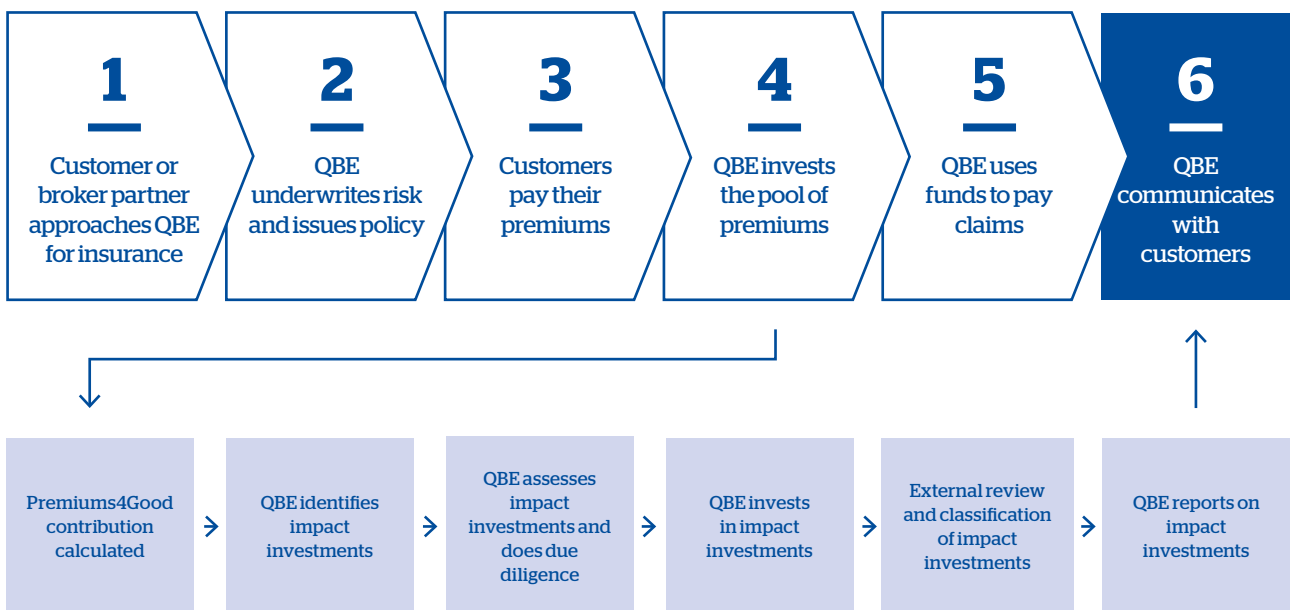 1
Customer or
broker partner
approaches QBE
for insurance
2
QBE
underwrites risk
and issues policy
3
Customers
pay their
premiums
4
QBE invests
the pool of
premiums
5
QBE uses
funds to pay
claims
6
QBE
communicates
with
customers
Premiums4Good
contribution
calculated
QBE identifies
impact
investments
QBE assesses
impact
investments and
does due
diligence
QBE invests
in impact
investments
External review
and classification
of impact
investments
QBE reports on
impact
investments